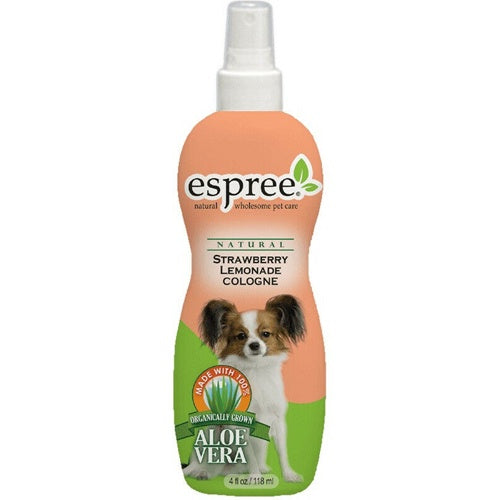 espree®
natural wholesome pet care
NATURAL
STRAWBERRY
LEMONADE
COLOGNE
MADE WITH 100%
ORGANICALLY GROWN
ALOE
VERA
4 fl oz / 118 ml